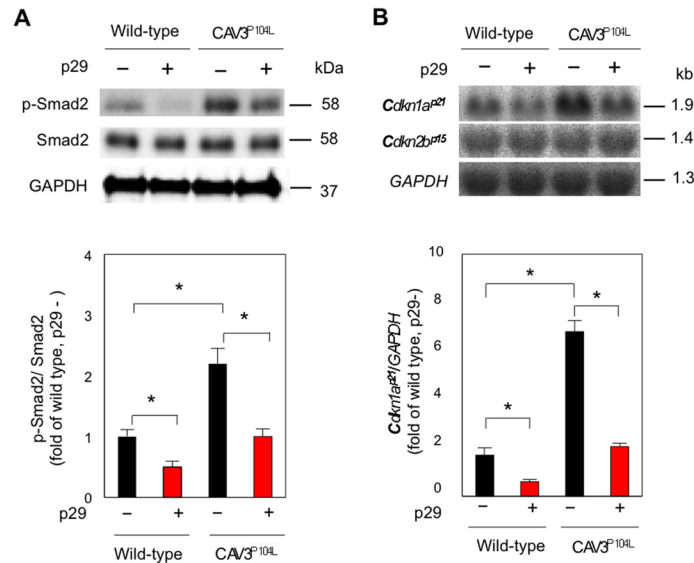 A
Wild-type CAV3P104L
p29 − + − + kDa
p-Smad2 58
Smad2 58
GAPDH 37
4
3
2
1
0
p-Smad2/ Smad2
(fold of wild type, p29 - )
* * *
p29 − + − +
Wild-type CAV3P104L
B
Wild-type CAV3P104L
p29 − + − + kb
Cdkn1ap21 1.9
Cdkn2bp15 1.4
GAPDH 1.3
10
8
6
4
2
0
Cdkn1ap21/GAPDH
(fold of wild type, p29-)
* * *
p29 − + − +
Wild-type CAV3P104L